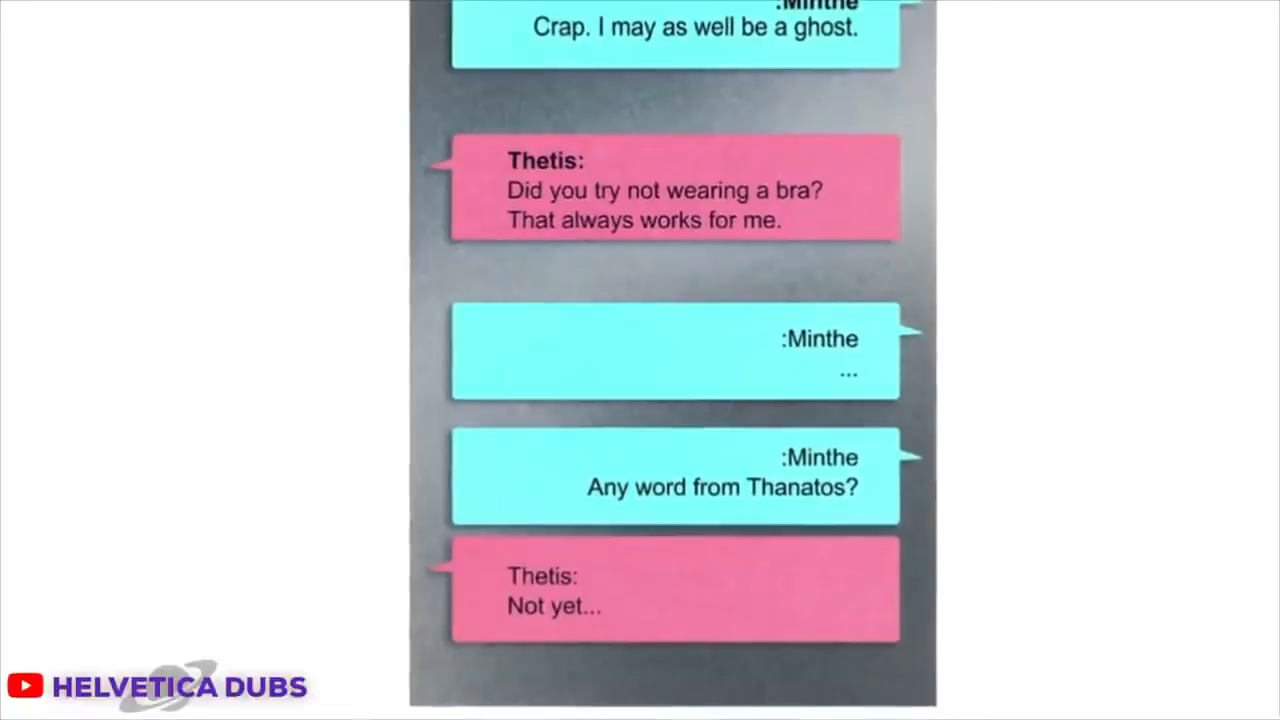 :Minthe
Crap. I may as well be a ghost.
Thetis:
Did you try not wearing a bra?
That always works for me.
:Minthe
...
:Minthe
Any word from Thanatos?
Thetis:
Not yet...
HELVETICA DUBS